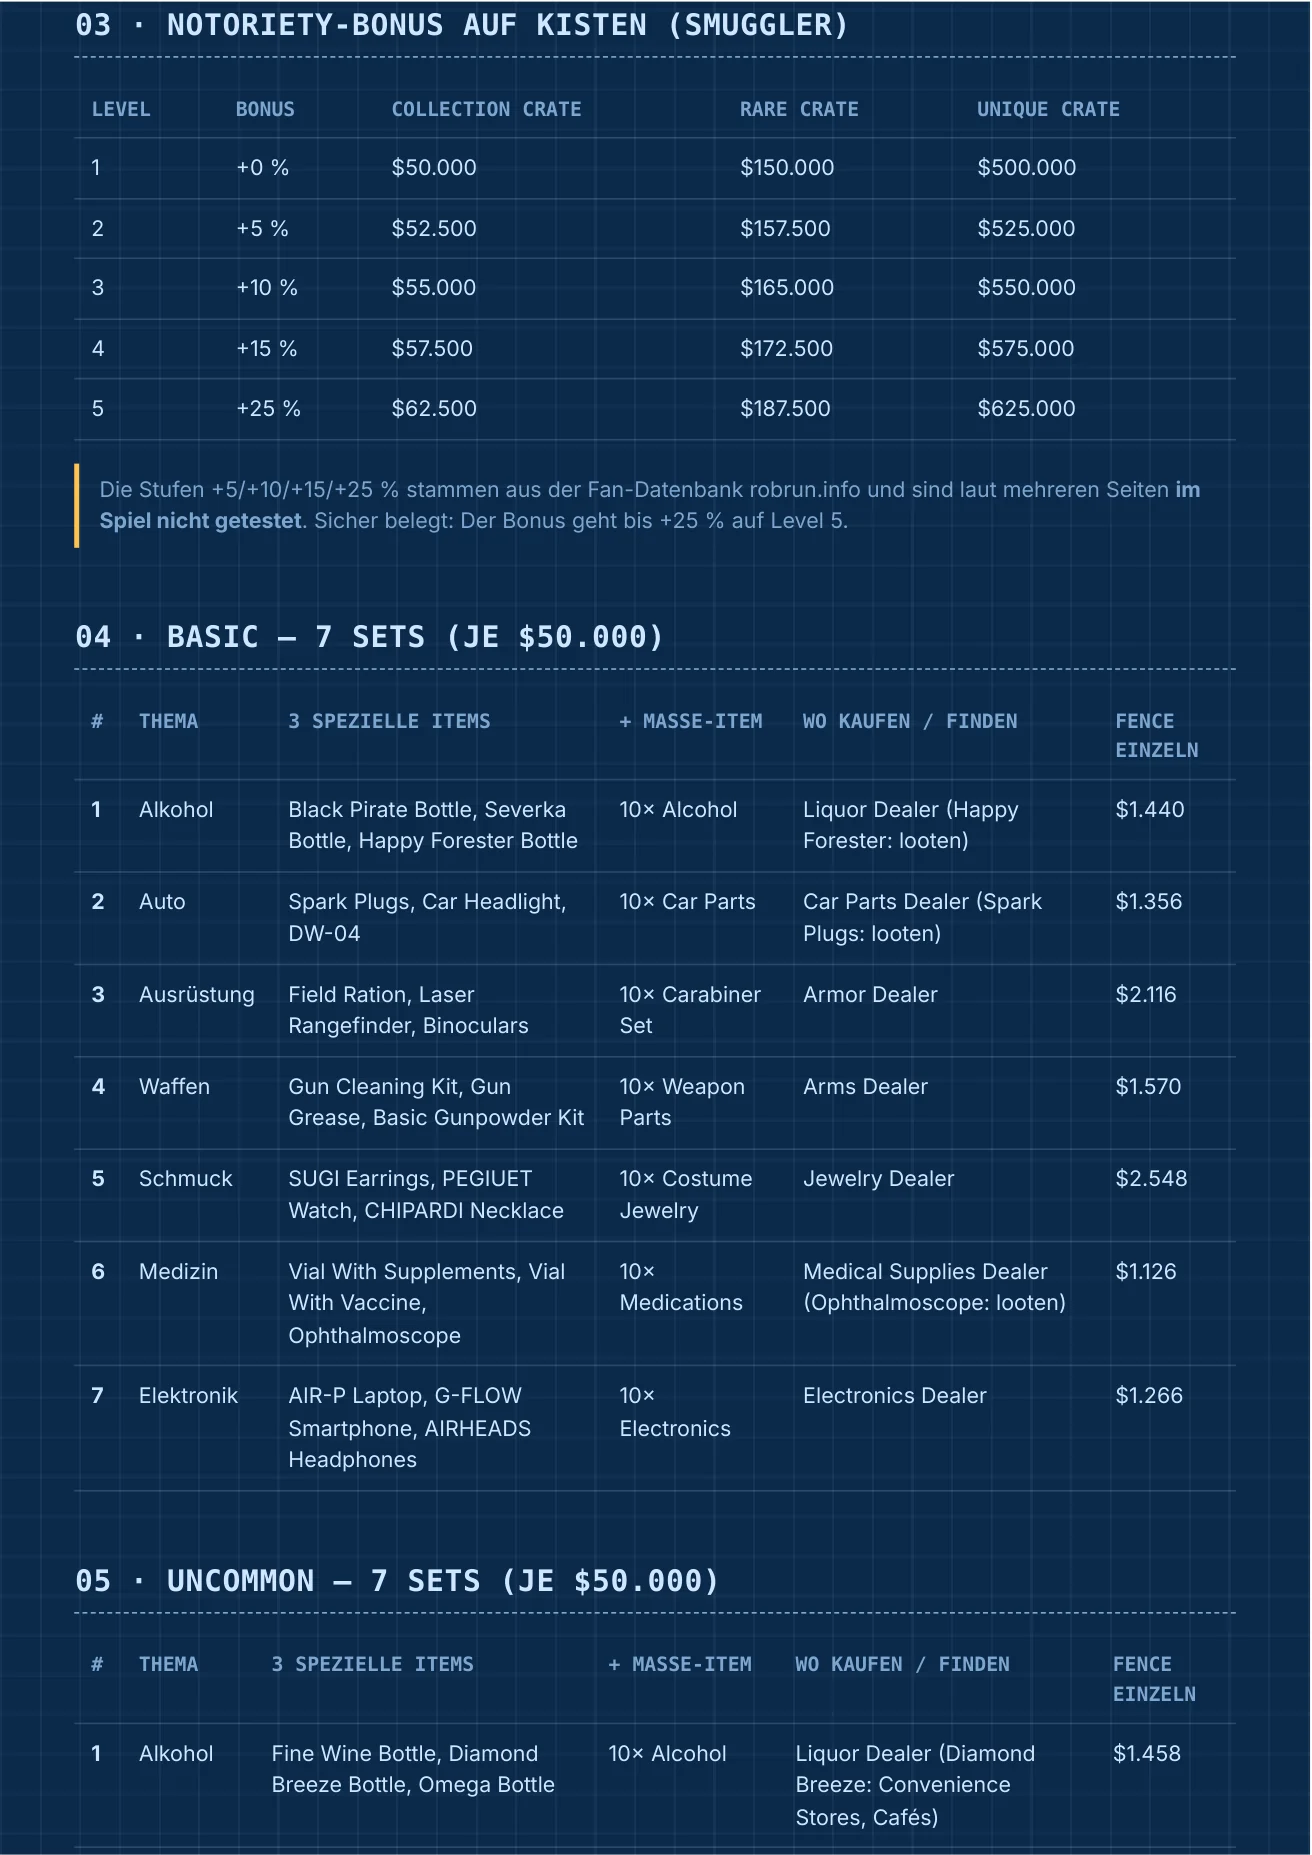 03 · NOTORIETY-BONUS AUF KISTEN (SMUGGLER)
LEVEL BONUS COLLECTION CRATE RARE CRATE UNIQUE CRATE
1 +0 % $50.000 $150.000 $500.000
2 +5 % $52.500 $157.500 $525.000
3 +10 % $55.000 $165.000 $550.000
4 +15 % $57.500 $172.500 $575.000
5 +25 % $62.500 $187.500 $625.000
Die Stufen +5/+10/+15/+25 % stammen aus der Fan-Datenbank robrun.info und sind laut mehreren Seiten im
Spiel nicht getestet. Sicher belegt: Der Bonus geht bis +25 % auf Level 5.
04 · BASIC — 7 SETS (JE $50.000)
# THEMA 3 SPEZIELLE ITEMS + MASSE-ITEM WO KAUFEN / FINDEN FENCE
EINZELN
1 Alkohol Black Pirate Bottle, Severka 10× Alcohol Liquor Dealer (Happy $1.440
Bottle, Happy Forester Bottle Forester: looten)
2 Auto Spark Plugs, Car Headlight, 10× Car Parts Car Parts Dealer (Spark $1.356
DW-04 Plugs: looten)
3 Ausrüstung Field Ration, Laser 10× Carabiner Armor Dealer $2.116
Rangefinder, Binoculars Set
4 Waffen Gun Cleaning Kit, Gun 10× Weapon Arms Dealer $1.570
Grease, Basic Gunpowder Kit Parts
5 Schmuck SUGI Earrings, PEGIUET 10× Costume Jewelry Dealer $2.548
Watch, CHIPARDI Necklace Jewelry
6 Medizin Vial With Supplements, Vial 10× Medical Supplies Dealer $1.126
With Vaccine, Medications (Ophthalmoscope: looten)
Ophthalmoscope
7 Elektronik AIR-P Laptop, G-FLOW 10× Electronics Dealer $1.266
Smartphone, AIRHEADS Electronics
Headphones
05 · UNCOMMON — 7 SETS (JE $50.000)
# THEMA 3 SPEZIELLE ITEMS + MASSE-ITEM WO KAUFEN / FINDEN FENCE
EINZELN
1 Alkohol Fine Wine Bottle, Diamond 10× Alcohol Liquor Dealer (Diamond $1.458
Breeze Bottle, Omega Bottle Breeze: Convenience
Stores, Cafés)